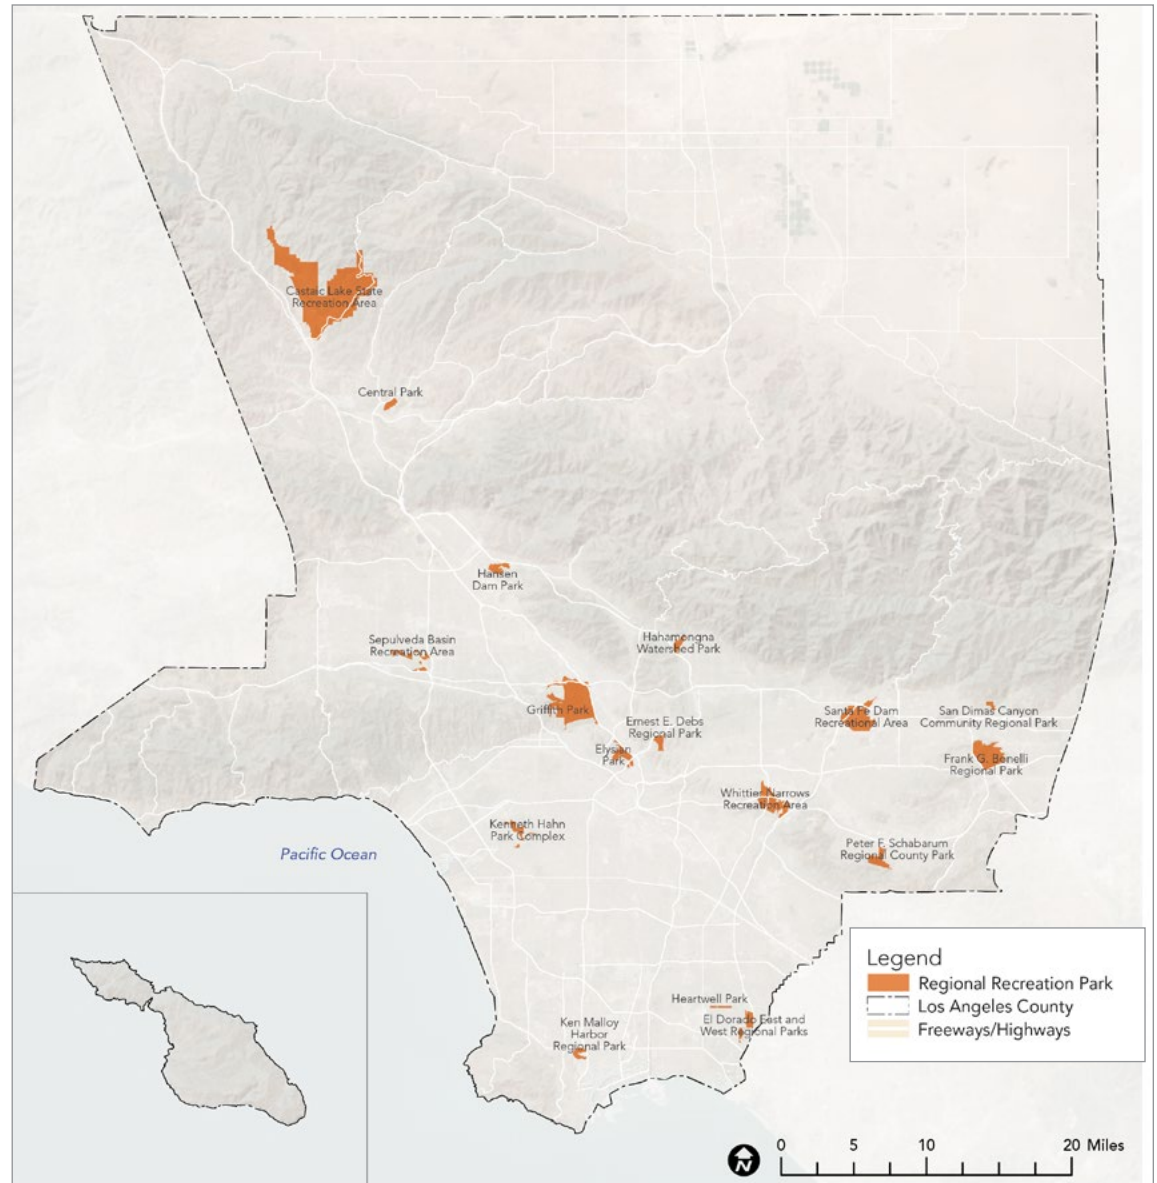 Castaic Lake State
Recreation Area
Central Park
Hansen
Dam Park
Sepulveda Basin
Recreation Area
Hahamongna
Watershed Park
Griffith Park
Ernest E. Debs
Regional Park
Elysian
Park
Santa Fe Dam
Recreational Area
San Dimas Canyon
Community Regional Park
Frank G. Bonelli
Regional Park
Whittier Narrows
Recreation Area
Kenneth Hahn
Park Complex
Peter F. Schabarum
Regional County Park
Pacific Ocean
Heartwell Park
El Dorado East and
West Regional Parks
Ken Malloy
Harbor
Regional Park
Legend
Regional Recreation Park
Los Angeles County
Freeways/Highways
N
0 5 10 20 Miles